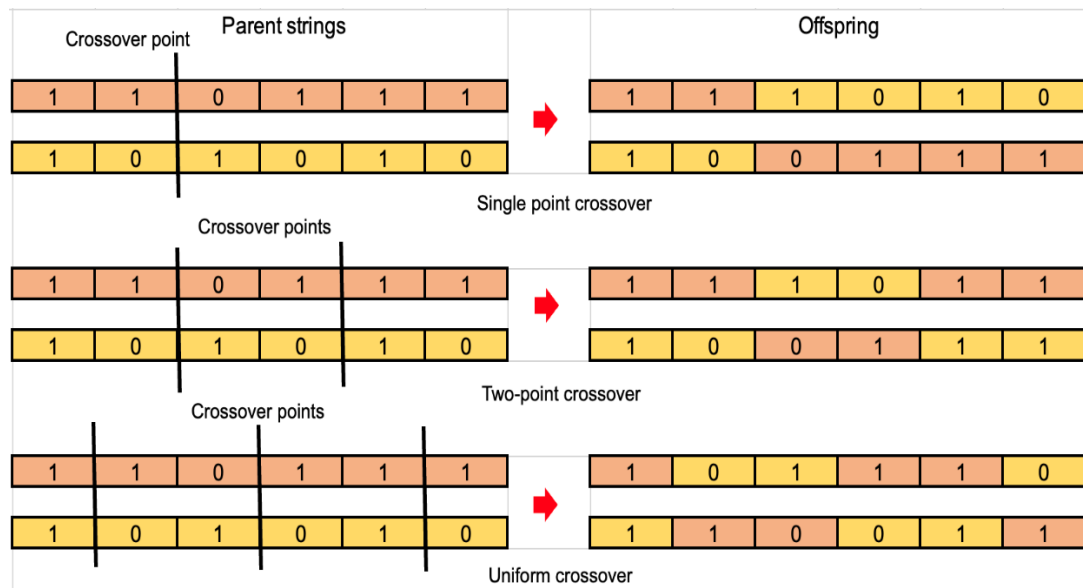 Parent strings Offspring
Crossover point
1 1 0 1 1 1 1 1 1 0 1 0
1 0 1 0 1 0 1 0 0 1 1 1
Single point crossover
Crossover points
1 1 0 1 1 1 1 1 1 0 1 1
1 0 1 0 1 0 1 0 0 1 1 1
Two-point crossover
Crossover points
1 1 0 1 1 1 1 0 1 1 1 0
1 0 1 0 1 0 1 1 0 0 1 1
Uniform crossover